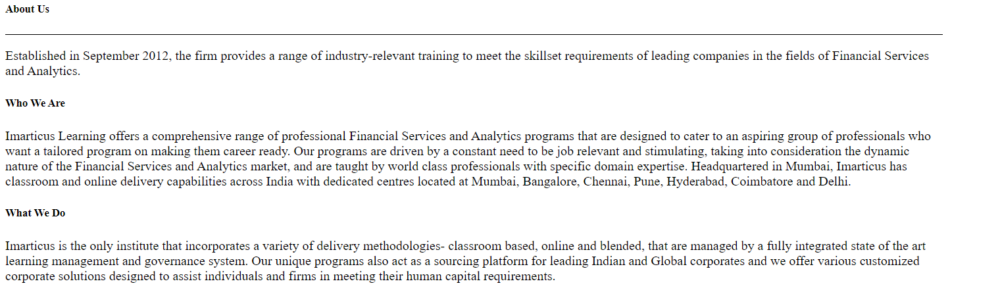 About Us
Established in September 2012, the firm provides a range of industry-relevant training to meet the skillset requirements of leading companies in the fields of Financial Services
and Analytics.
Who We Are
Imarticus Learning offers a comprehensive range of professional Financial Services and Analytics programs that are designed to cater to an aspiring group of professionals who
want a tailored program on making them career ready. Our programs are driven by a constant need to be job relevant and stimulating, taking into consideration the dynamic
nature of the Financial Services and Analytics market, and are taught by world class professionals with specific domain expertise. Headquartered in Mumbai, Imarticus has
classroom and online delivery capabilities across India with dedicated centres located at Mumbai, Bangalore, Chennai, Pune, Hyderabad, Coimbatore and Delhi.
What We Do
Imarticus is the only institute that incorporates a variety of delivery methodologies- classroom based, online and blended, that are managed by a fully integrated state of the art
learning management and governance system. Our unique programs also act as a sourcing platform for leading Indian and Global corporates and we offer various customized
corporate solutions designed to assist individuals and firms in meeting their human capital requirements.